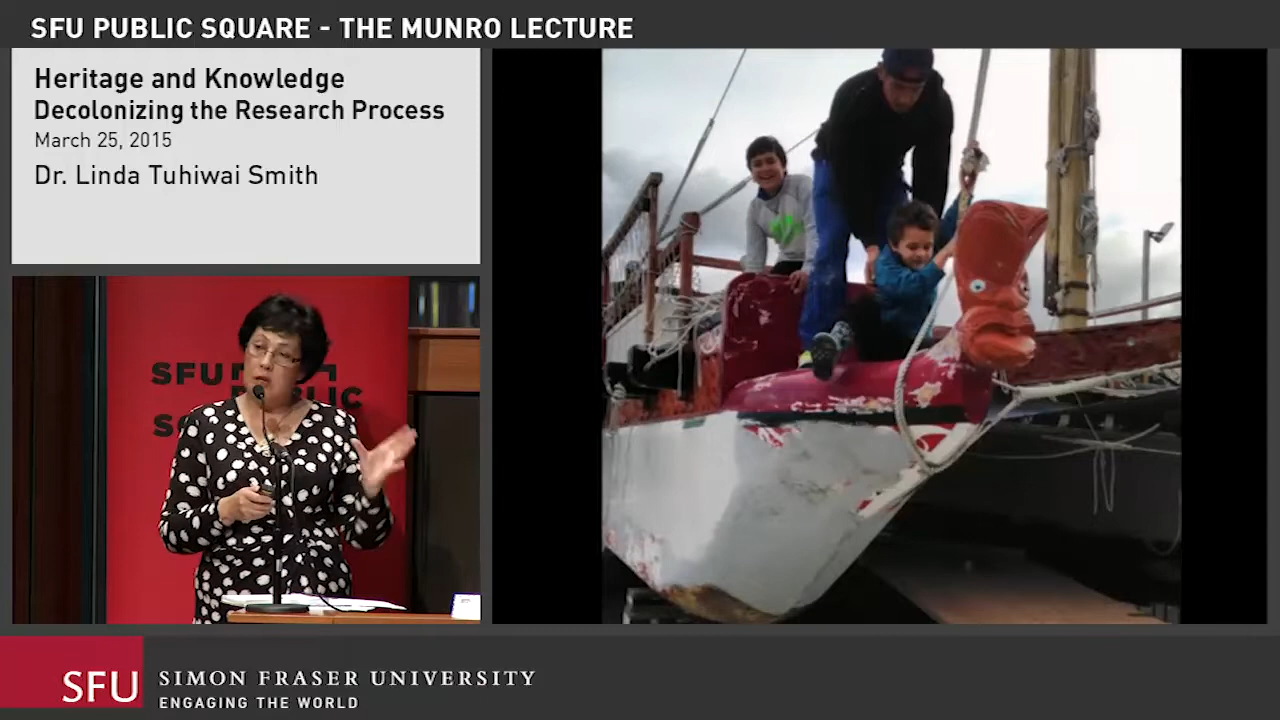 SFU PUBLIC SQUARE - THE MUNRO LECTURE
Heritage and Knowledge
Decolonizing the Research Process
March 25, 2015
Dr. Linda Tuhiwai Smith
SFU
SFU
SIMON FRASER UNIVERSITY
ENGAGING THE WORLD